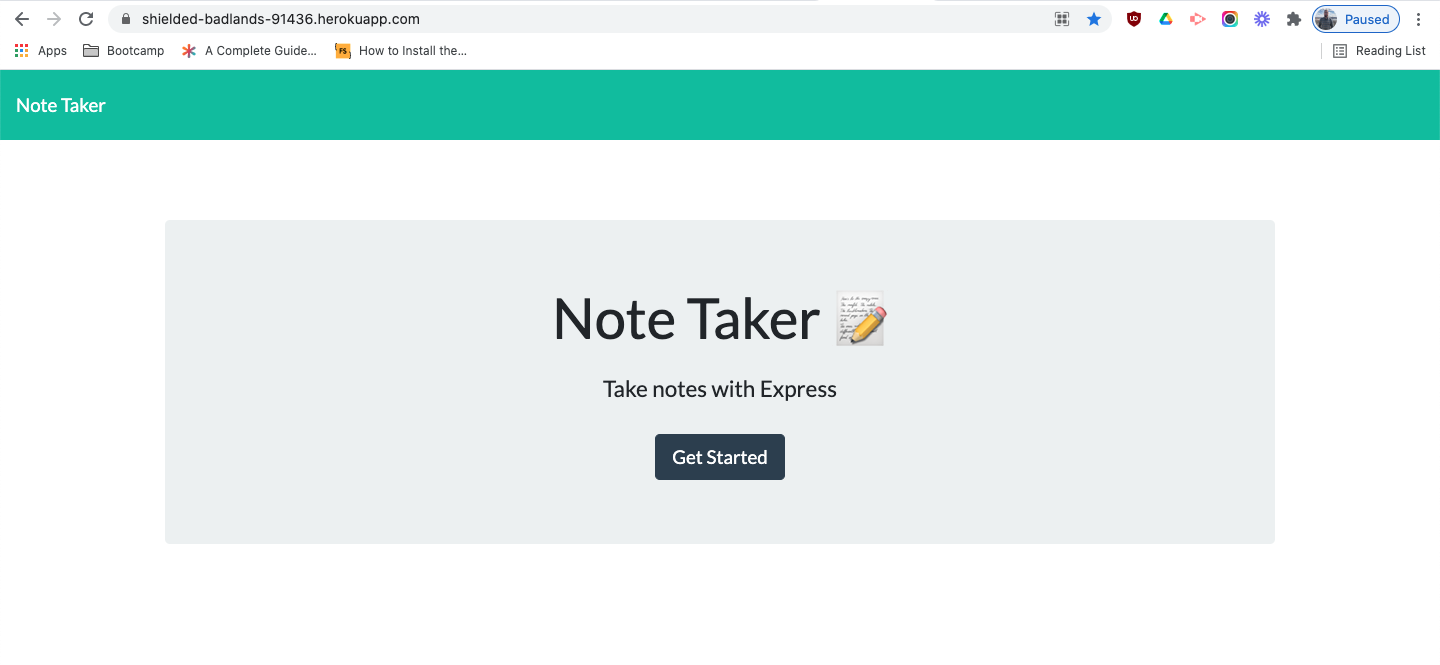 shielded-badlands-91436.herokuapp.com
Paused
Apps Bootcamp A Complete Guide... How to Install the... Reading List
Note Taker
Note Taker
Take notes with Express
Get Started